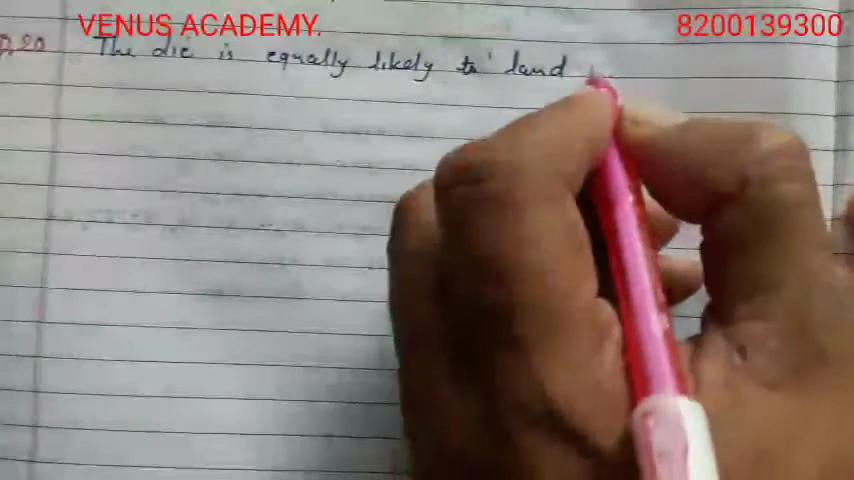 VENUS ACADEMY. 8200139300
The die is equally likely to land